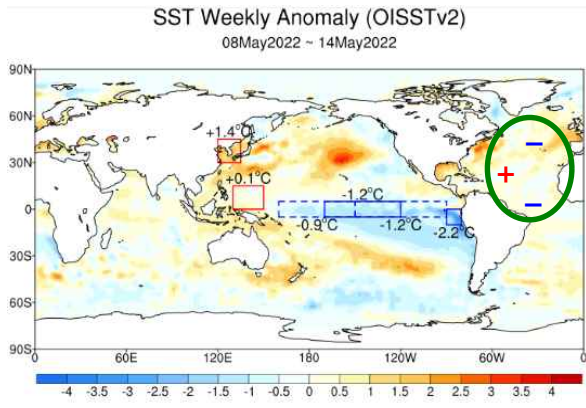 SST Weekly Anomaly (OISSTv2)
08May2022 ~ 14May2022
90N
60N
30N
0
30S
60S
90S
+1.4°C
+0.1°C
-1.2°C
-0.9°C
-1.2°C
-2.2°C
−
+
−
0 60E 120E 180 120W 60W 0
-4 -3.5 -3 -2.5 -2 -1.5 -1 -0.5 0 0.5 1 1.5 2 2.5 3 3.5 4